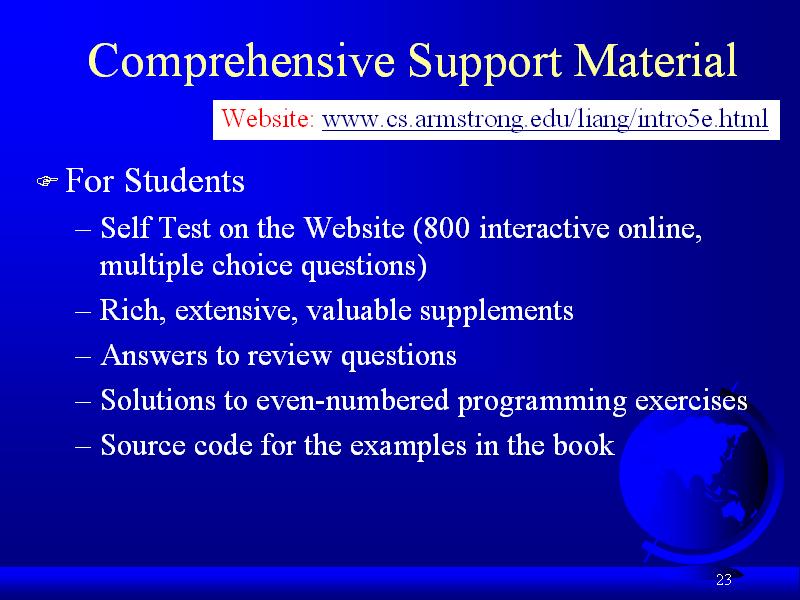 Comprehensive Support Material
Website: www.cs.armstrong.edu/liang/intro5e.html
☞ For Students
– Self Test on the Website (800 interactive online,
multiple choice questions)
– Rich, extensive, valuable supplements
– Answers to review questions
– Solutions to even-numbered programming exercises
– Source code for the examples in the book
23